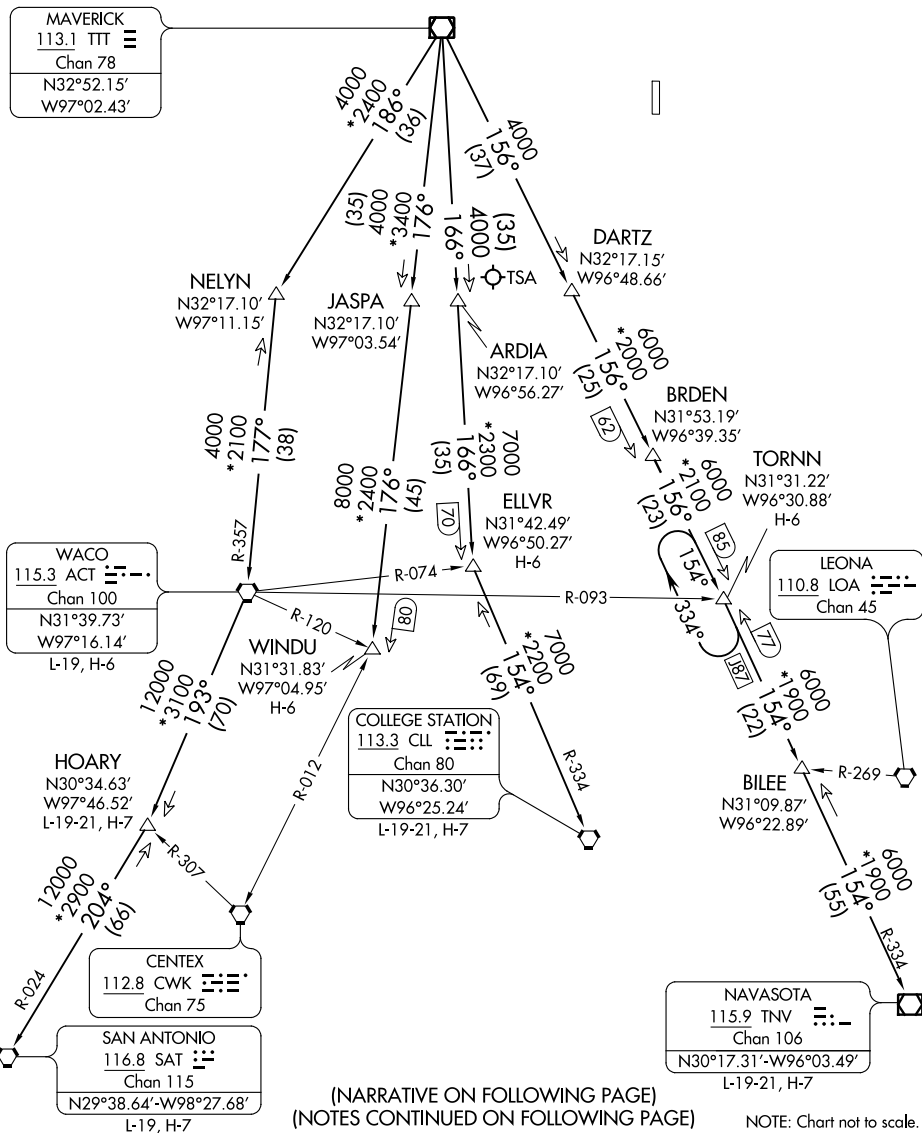 MAVERICK
113.1 TTT
Chan 78
N32°52.15'
W97°02.43'
4000
*2400
186°
(36)
(35)
4000
*3400
176°
(35)
4000
166°
4000
156°
(37)
TSA
DARTZ
N32°17.15'
W96°48.66'
NELYN
N32°17.10'
W97°11.15'
JASPA
N32°17.10'
W97°03.54'
ARDIA
N32°17.10'
W96°56.27'
6000
*2000
156°
(25)
62
BRDEN
N31°53.19'
W96°39.35'
4000
*2100
177°
(38)
R-357
8000
*2400
176°
(45)
7000
*2300
166°
(35)
70
ELLVR
N31°42.49'
W96°50.27'
H-6
6000
*2100
156°
(23)
85
TORNN
N31°31.22'
W96°30.88'
H-6
WACO
115.3 ACT
Chan 100
N31°39.73'
W97°16.14'
L-19, H-6
R-074
R-093
R-120
154°
334°
J87
77
LEONA
110.8 LOA
Chan 45
WINDU
N31°31.83'
W97°04.95'
H-6
80
12000
*3100
193°
(70)
7000
*2200
154°
(69)
R-334
6000
*1900
154°
(22)
R-269
BILEE
N31°09.87'
W96°22.89'
COLLEGE STATION
113.3 CLL
Chan 80
N30°36.30'
W96°25.24'
L-19-21, H-7
HOARY
N30°34.63'
W97°46.52'
L-19-21, H-7
R-012
R-307
12000
*2900
204°
(66)
R-024
6000
*1900
154°
(55)
R-334
CENTEX
112.8 CWK
Chan 75
SAN ANTONIO
116.8 SAT
Chan 115
N29°38.64'-W98°27.68'
L-19, H-7
NAVASOTA
115.9 TNV
Chan 106
N30°17.31'-W96°03.49'
L-19-21, H-7
(NARRATIVE ON FOLLOWING PAGE)
(NOTES CONTINUED ON FOLLOWING PAGE)
NOTE: Chart not to scale.